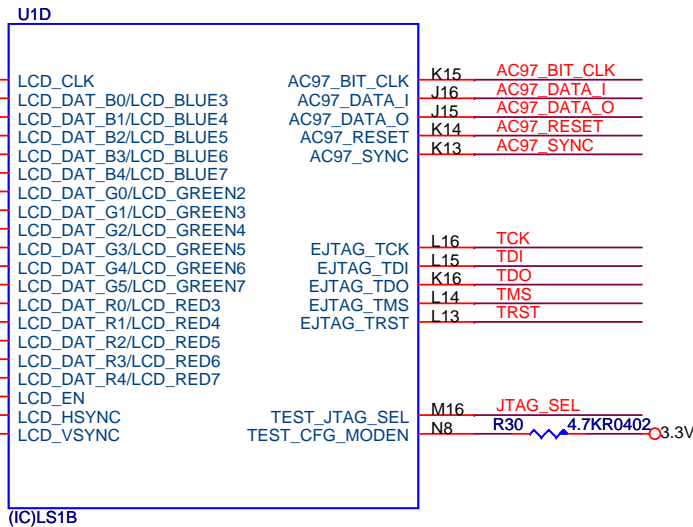 U1D
LCD_CLK
LCD_DAT_B0/LCD_BLUE3
LCD_DAT_B1/LCD_BLUE4
LCD_DAT_B2/LCD_BLUE5
LCD_DAT_B3/LCD_BLUE6
LCD_DAT_B4/LCD_BLUE7
LCD_DAT_G0/LCD_GREEN2
LCD_DAT_G1/LCD_GREEN3
LCD_DAT_G2/LCD_GREEN4
LCD_DAT_G3/LCD_GREEN5
LCD_DAT_G4/LCD_GREEN6
LCD_DAT_G5/LCD_GREEN7
LCD_DAT_R0/LCD_RED3
LCD_DAT_R1/LCD_RED4
LCD_DAT_R2/LCD_RED5
LCD_DAT_R3/LCD_RED6
LCD_DAT_R4/LCD_RED7
LCD_EN
LCD_HSYNC
LCD_VSYNC
AC97_BIT_CLK K15 AC97_BIT_CLK
AC97_DATA_I J16 AC97_DATA_I
AC97_DATA_O J15 AC97_DATA_O
AC97_RESET K14 AC97_RESET
AC97_SYNC K13 AC97_SYNC
EJTAG_TCK L16 TCK
EJTAG_TDI L15 TDI
EJTAG_TDO K16 TDO
EJTAG_TMS L14 TMS
EJTAG_TRST L13 TRST
TEST_JTAG_SEL M16 JTAG_SEL
TEST_CFG_MODEN N8 R30 4.7KR0402 3.3V
(IC)LS1B